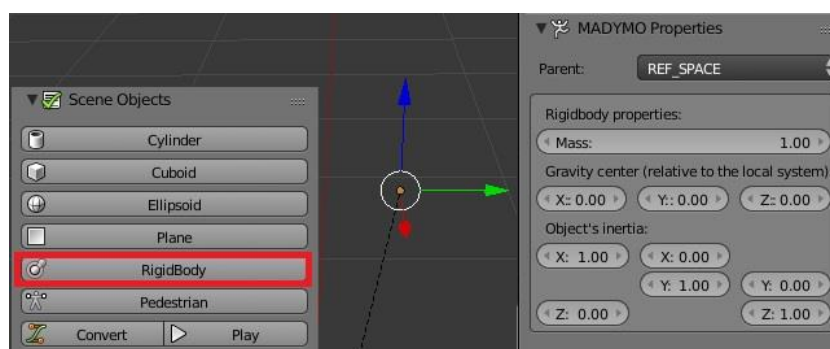 MADYMO Properties
Parent: REF_SPACE
Scene Objects
Cylinder
Cuboid
Ellipsoid
Plane
RigidBody
Pedestrian
Convert Play
Rigidbody properties:
Mass: 1.00
Gravity center (relative to the local system)
X:: 0.00 Y:: 0.00 Z:: 0.00
Object's inertia:
X: 1.00 X: 0.00
Y: 1.00 Y: 0.00
Z: 0.00 Z: 1.00